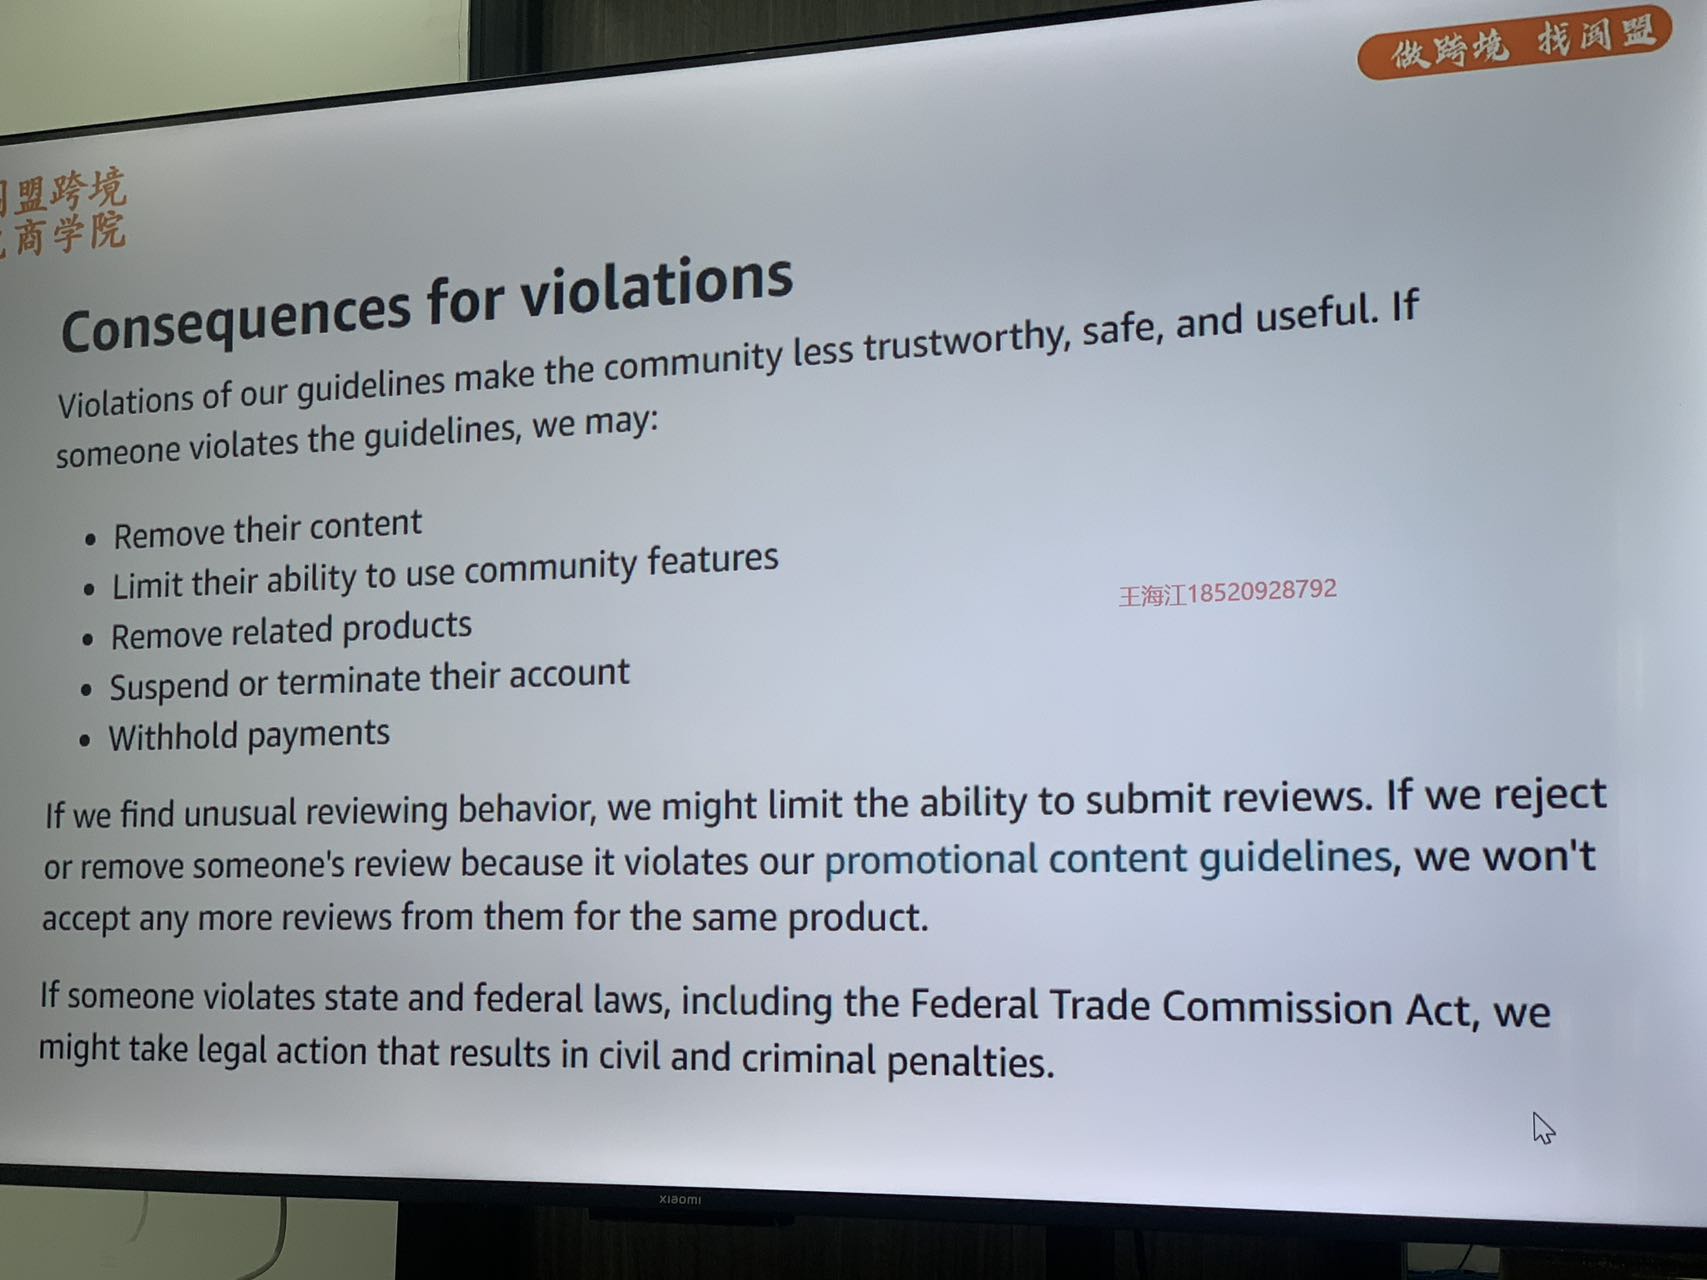 做跨境 找阅盟
盟跨境
商学院
Consequences for violations
Violations of our guidelines make the community less trustworthy, safe, and useful. If
someone violates the guidelines, we may:
• Remove their content
• Limit their ability to use community features
王海江18520928792
• Remove related products
• Suspend or terminate their account
• Withhold payments
If we find unusual reviewing behavior, we might limit the ability to submit reviews. If we reject
or remove someone's review because it violates our promotional content guidelines, we won't
accept any more reviews from them for the same product.
If someone violates state and federal laws, including the Federal Trade Commission Act, we
might take legal action that results in civil and criminal penalties.
xiaomi